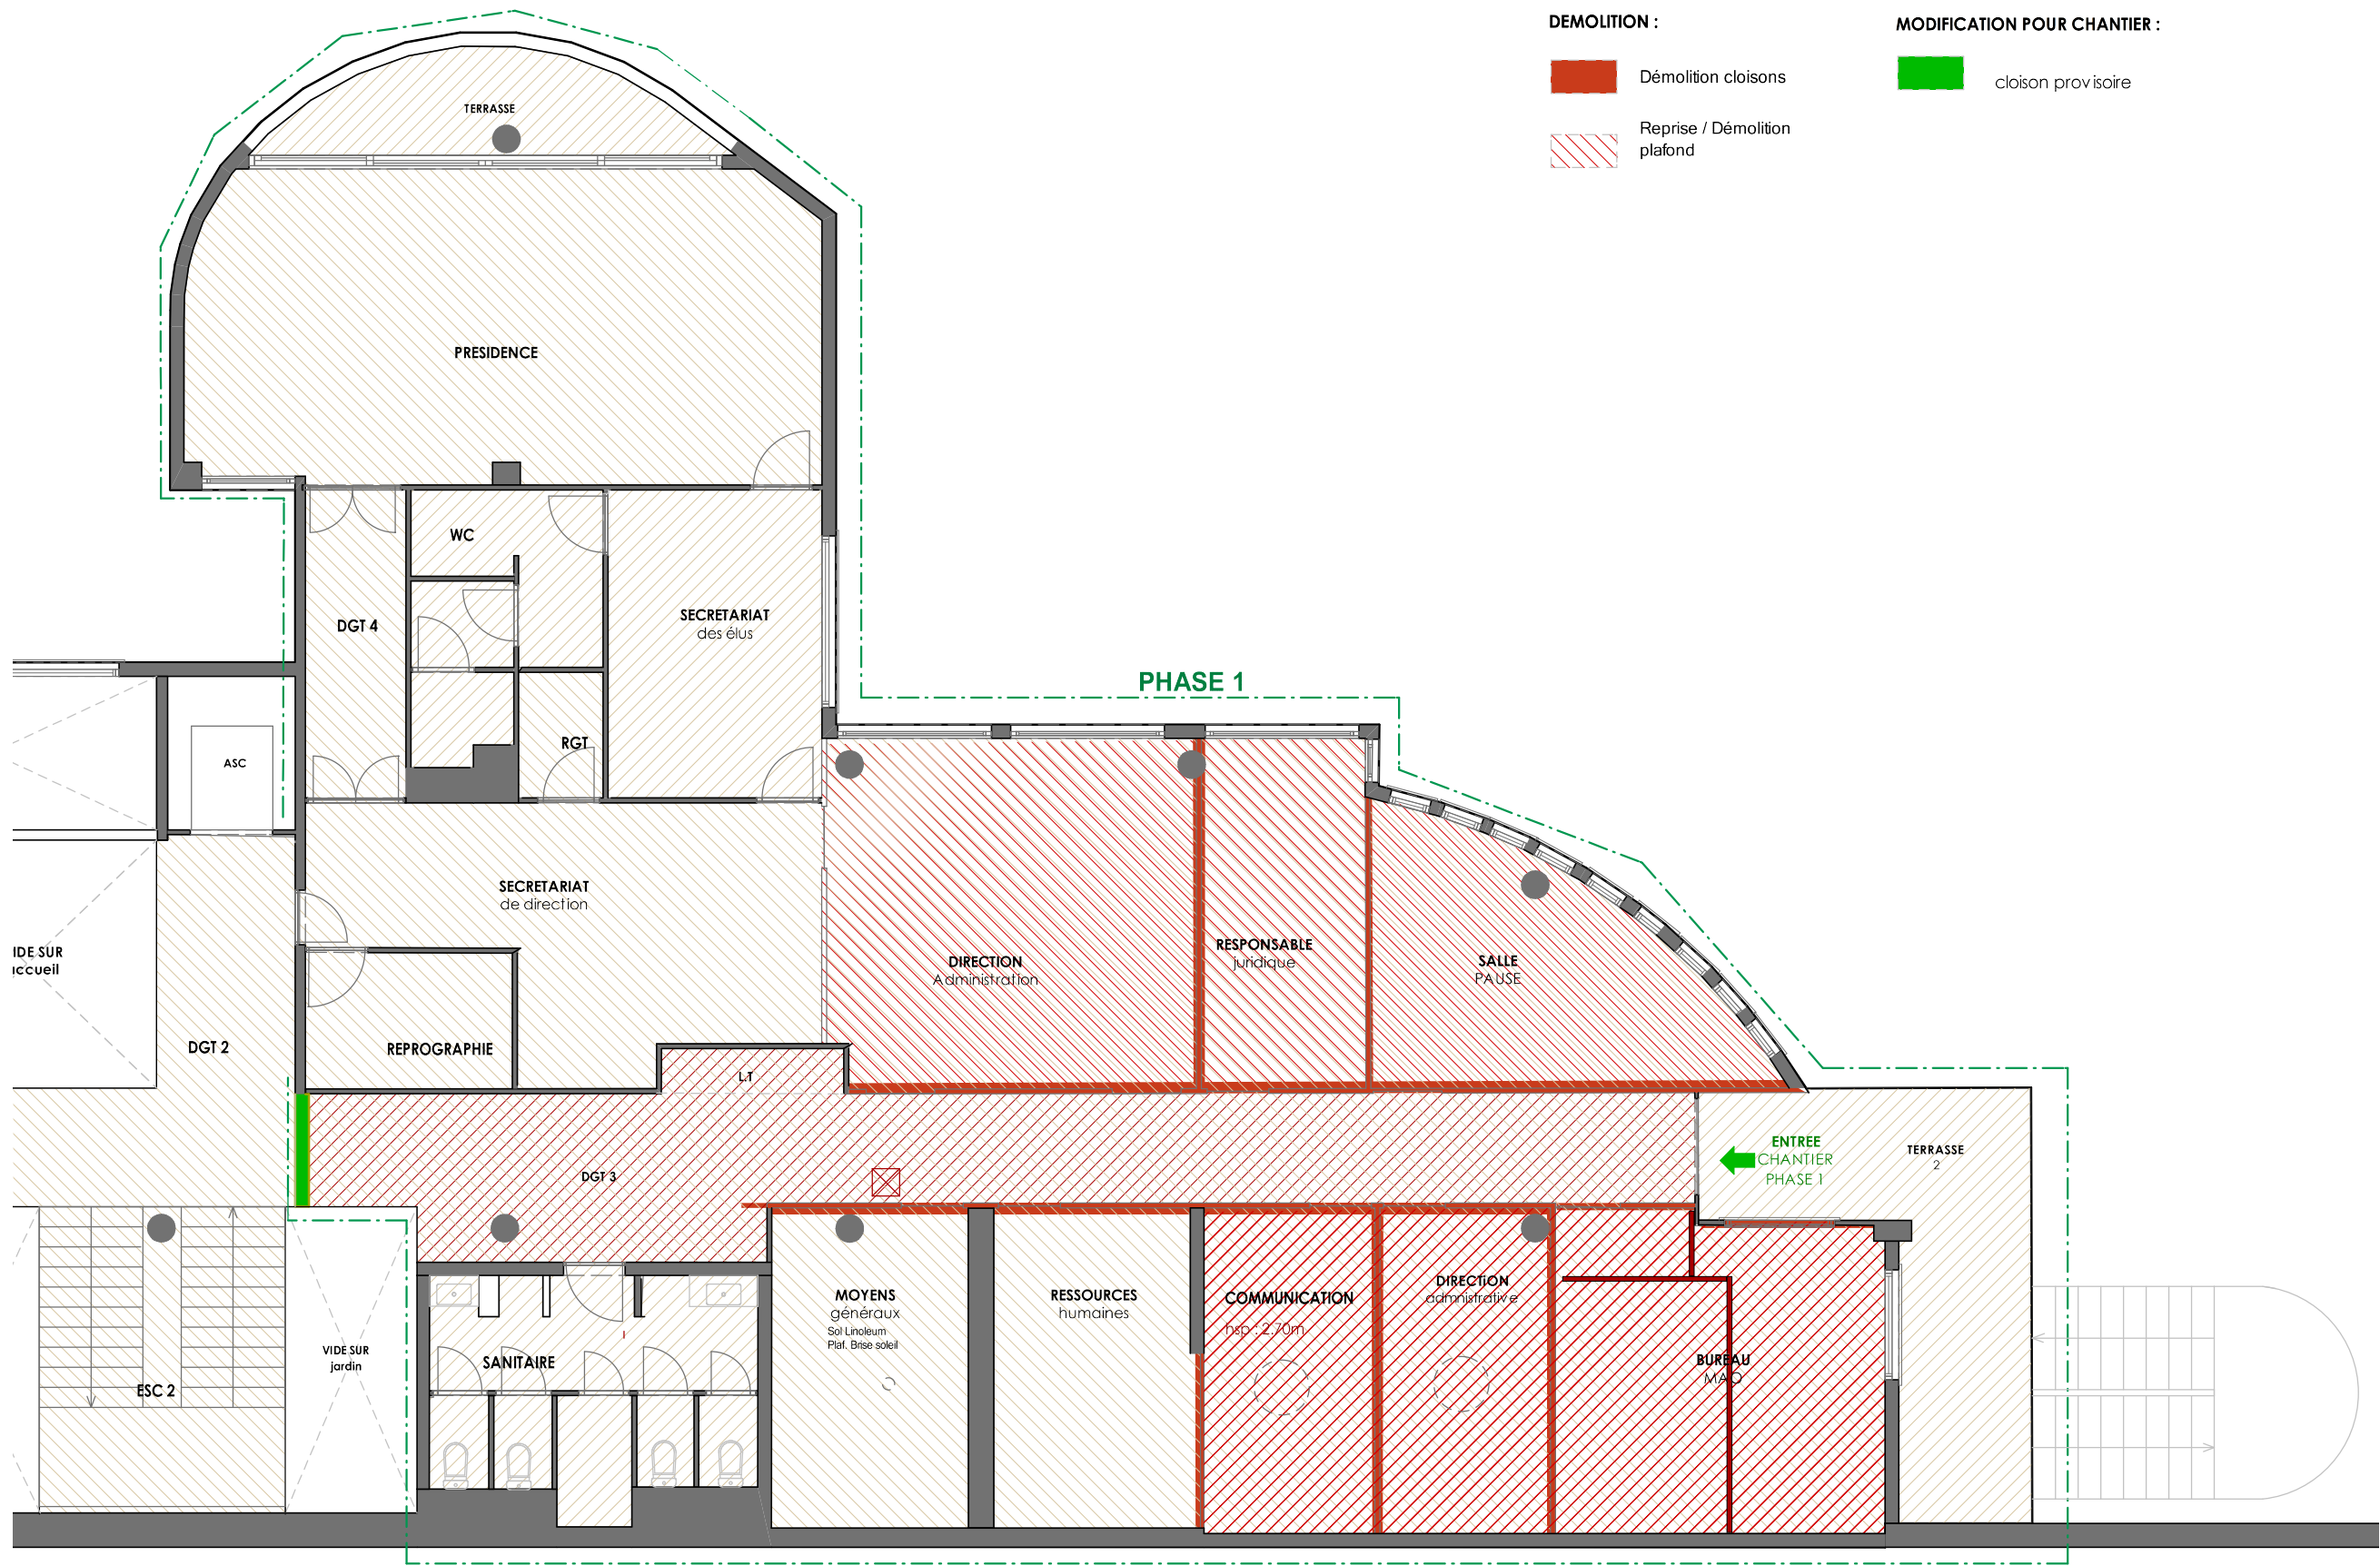 DEMOLITION :
Démolition cloisons
Reprise / Démolition
plafond
MODIFICATION POUR CHANTIER :
cloison provisoire
TERRASSE
PRESIDENCE
WC
DGT 4
SECRETARIAT
des élus
RGT
ASC
PHASE 1
SECRETARIAT
de direction
IDE SUR
ccueil
DGT 2
REPROGRAPHIE
L.T
DIRECTION
Administration
RESPONSABLE
juridique
SALLE
PAUSE
DGT 3
ENTREE
CHANTIER
PHASE 1
TERRASSE
2
MOYENS
généraux
Sol Linoleum
Plaf. Brise soleil
RESSOURCES
humaines
COMMUNICATION
hsp : 2.70m
DIRECTION
admnistrative
BUREAU
MAO
SANITAIRE
VIDE SUR
jardin
ESC 2